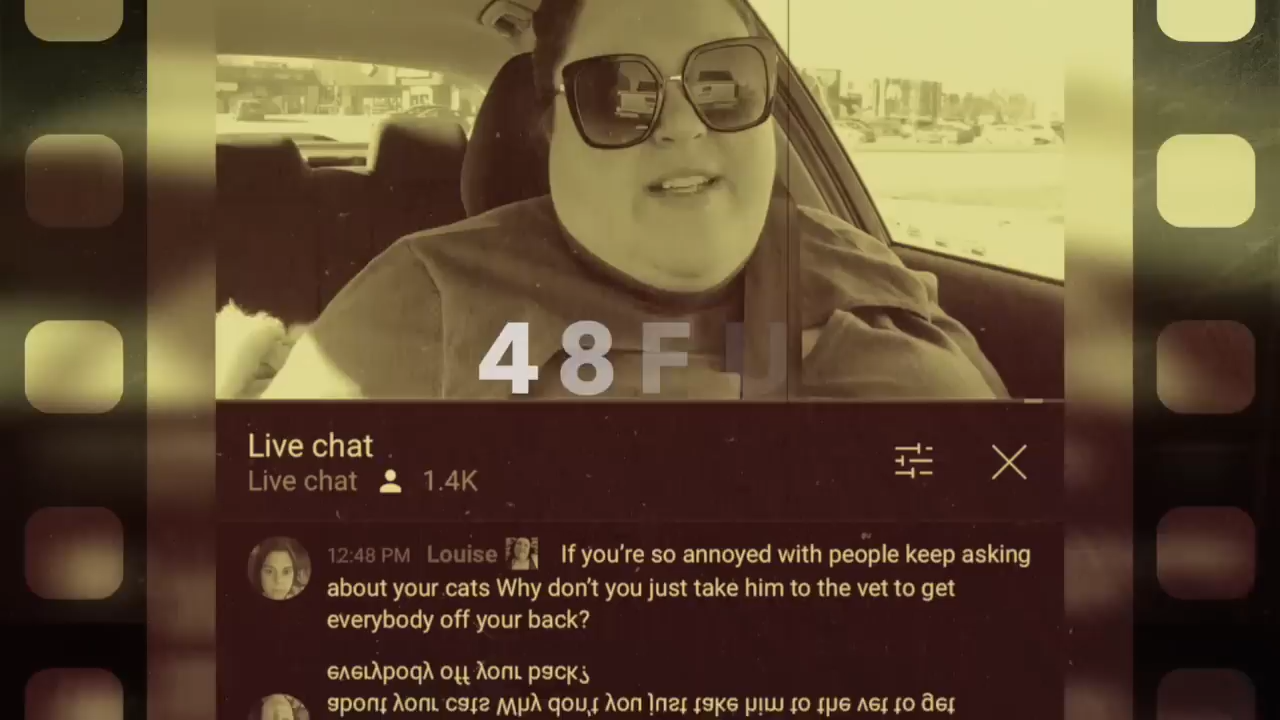 48FU
Live chat
Live chat 1.4K
12:48 PM Louise If you're so annoyed with people keep asking
about your cats Why don't you just take him to the vet to get
everybody off your back?
everybody off your back?
about your cats Why don't you just take him to the vet to get